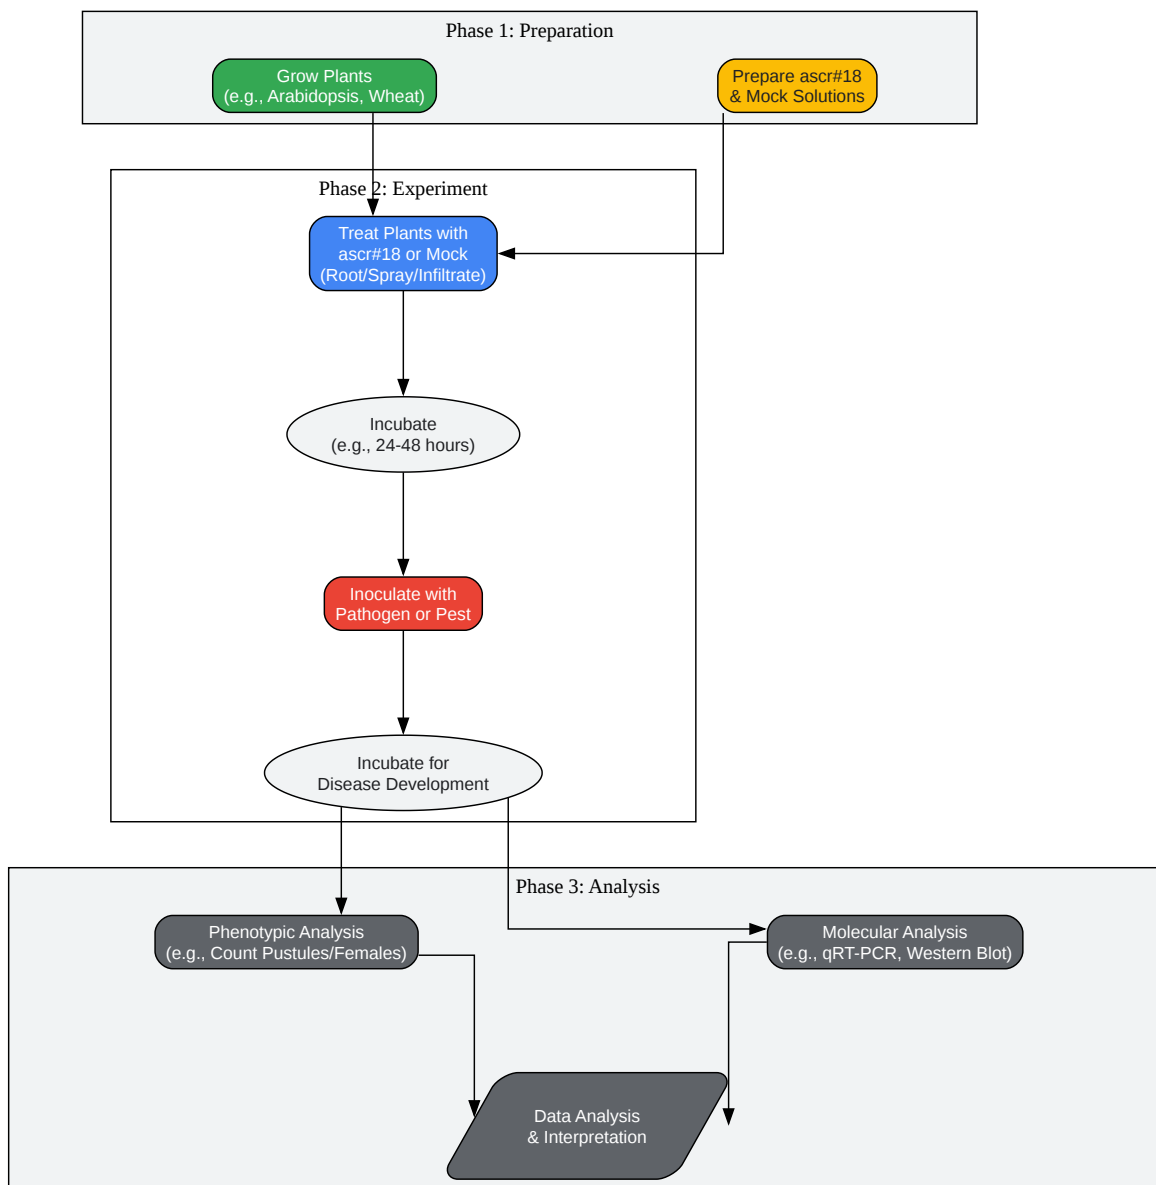 Phase 1: Preparation
Grow Plants
(e.g., Arabidopsis, Wheat)
Prepare ascr#18
& Mock Solutions
Phase 2: Experiment
Treat Plants with
ascr#18 or Mock
(Root/Spray/Infiltrate)
Incubate
(e.g., 24-48 hours)
Inoculate with
Pathogen or Pest
Incubate for
Disease Development
Phase 3: Analysis
Phenotypic Analysis
(e.g., Count Pustules/Females)
Molecular Analysis
(e.g., qRT-PCR, Western Blot)
Data Analysis
& Interpretation